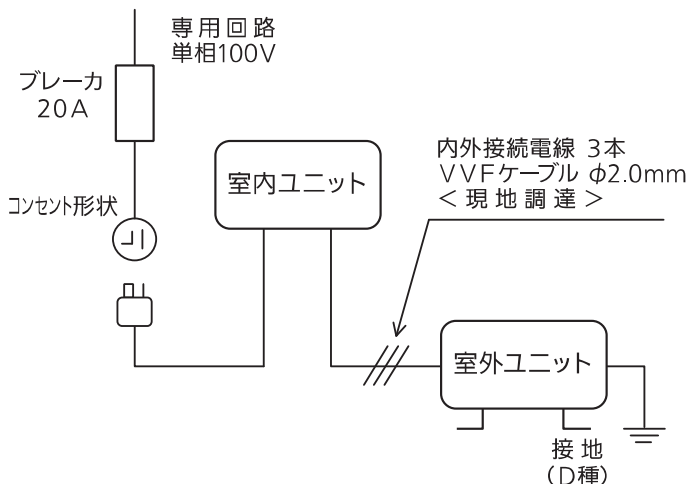 専用回路
単相100V
ブレーカ
20A
コンセント形状
室内ユニット
内外接続電線 3本
VVFケーブル φ2.0mm
<現地調達>
室外ユニット
接地
(D種)